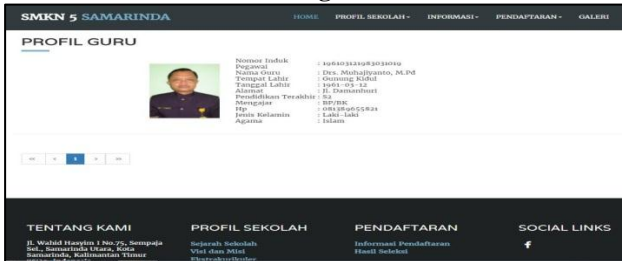 SMKN 5 SAMARINDA
HOME PROFIL SEKOLAH INFORMASI PENDAFTARAN GALERI
PROFIL GURU
Nomor Induk Pegawai : 196103121983031019
Nama Guru : Drs. Muhajiyanto, M.Pd
Tempat Lahir : Gunung Kidul
Tanggal Lahir : 1961-03-12
Alamat : Jl. Damanhuri
Pendidikan Terakhir : S2
Mengajar : BP/BK
Hp : 081389655821
Jenis Kelamin : Laki-laki
Agama : Islam
1
TENTANG KAMI
Jl. Wahid Hasyim I No.75, Sempaja
Sel., Samarinda Utara, Kota
Samarinda, Kalimantan Timur
PROFIL SEKOLAH
Sejarah Sekolah
Visi dan Misi
Ekstrakurikuler
PENDAFTARAN
Informasi Pendaftaran
Hasil Seleksi
SOCIAL LINKS
f